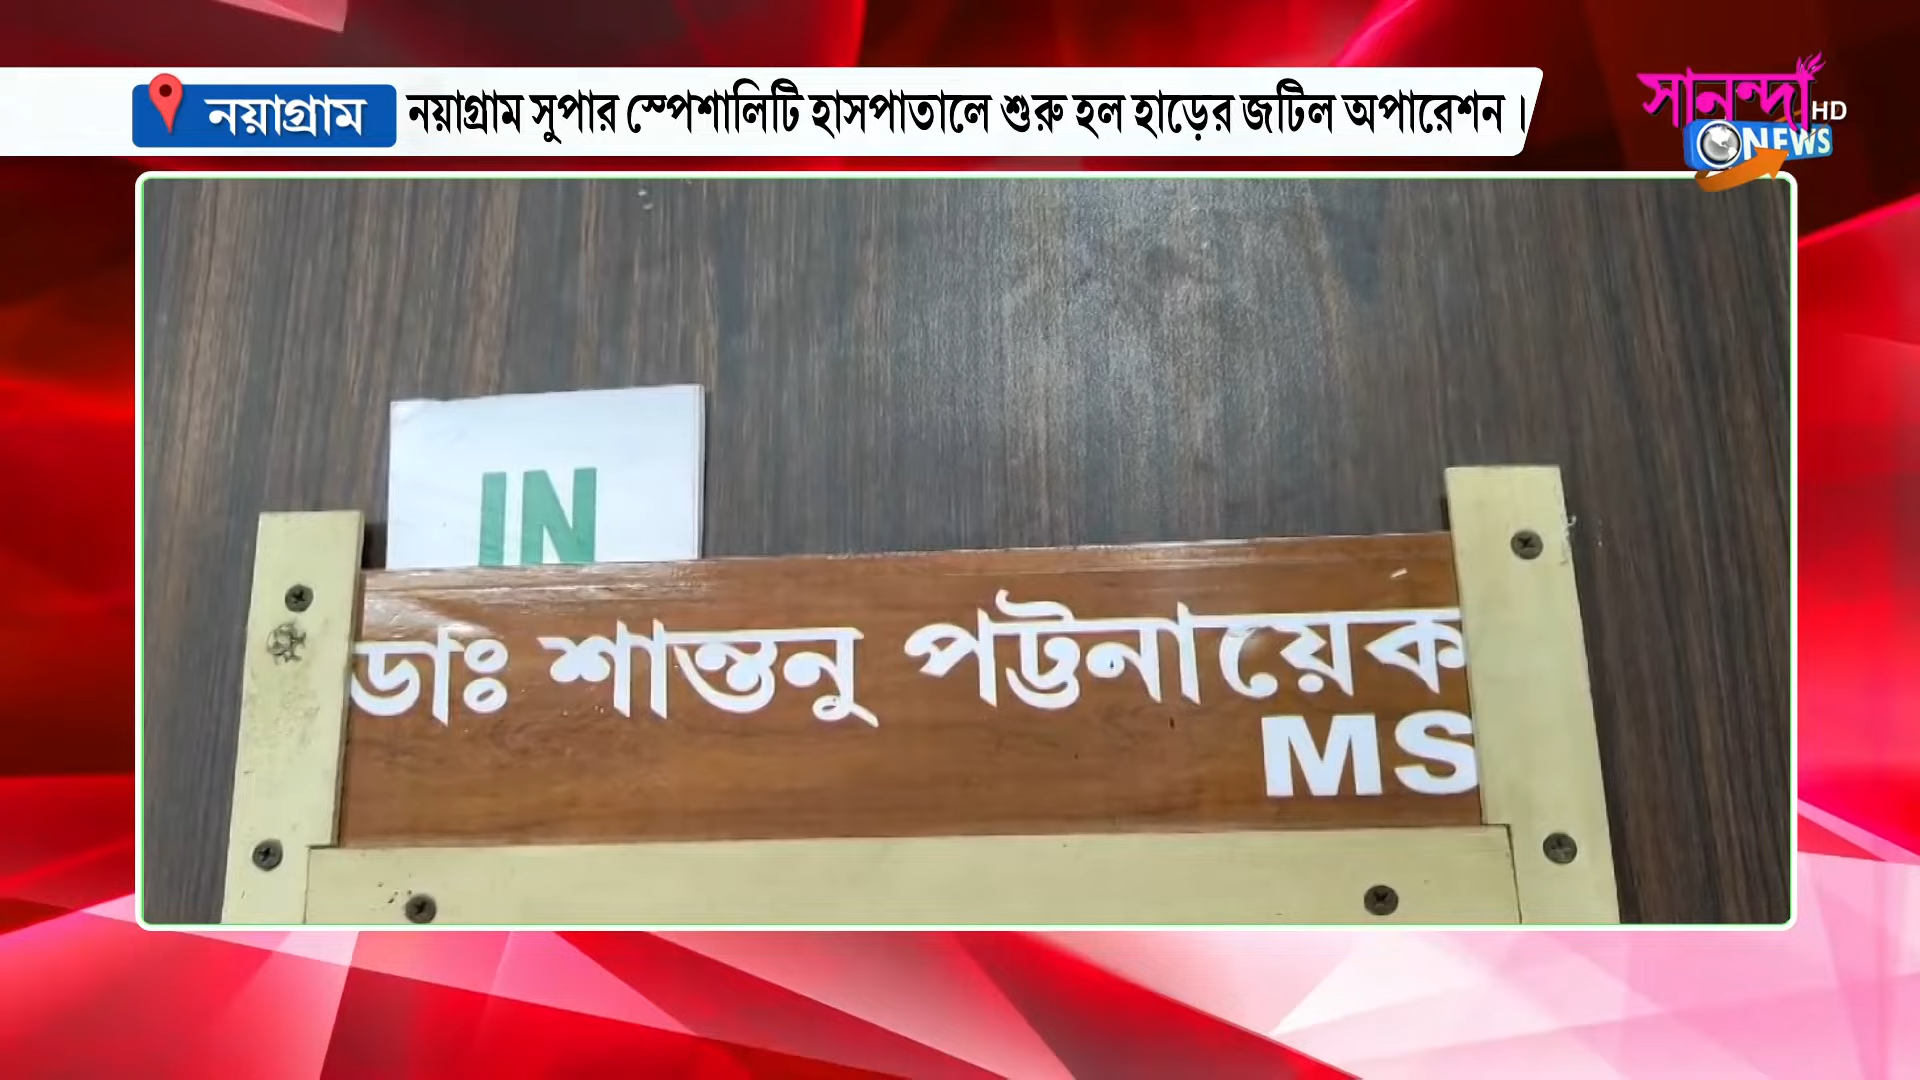 নয়াগ্রাম
নয়াগ্রাম সুপার স্পেশালিটি হাসপাতালে শুরু হল হাড়ের জটিল অপারেশন।
সানন্দা HD
NEWS
IN
ডাঃ শান্তনু পট্টনায়েক
MS